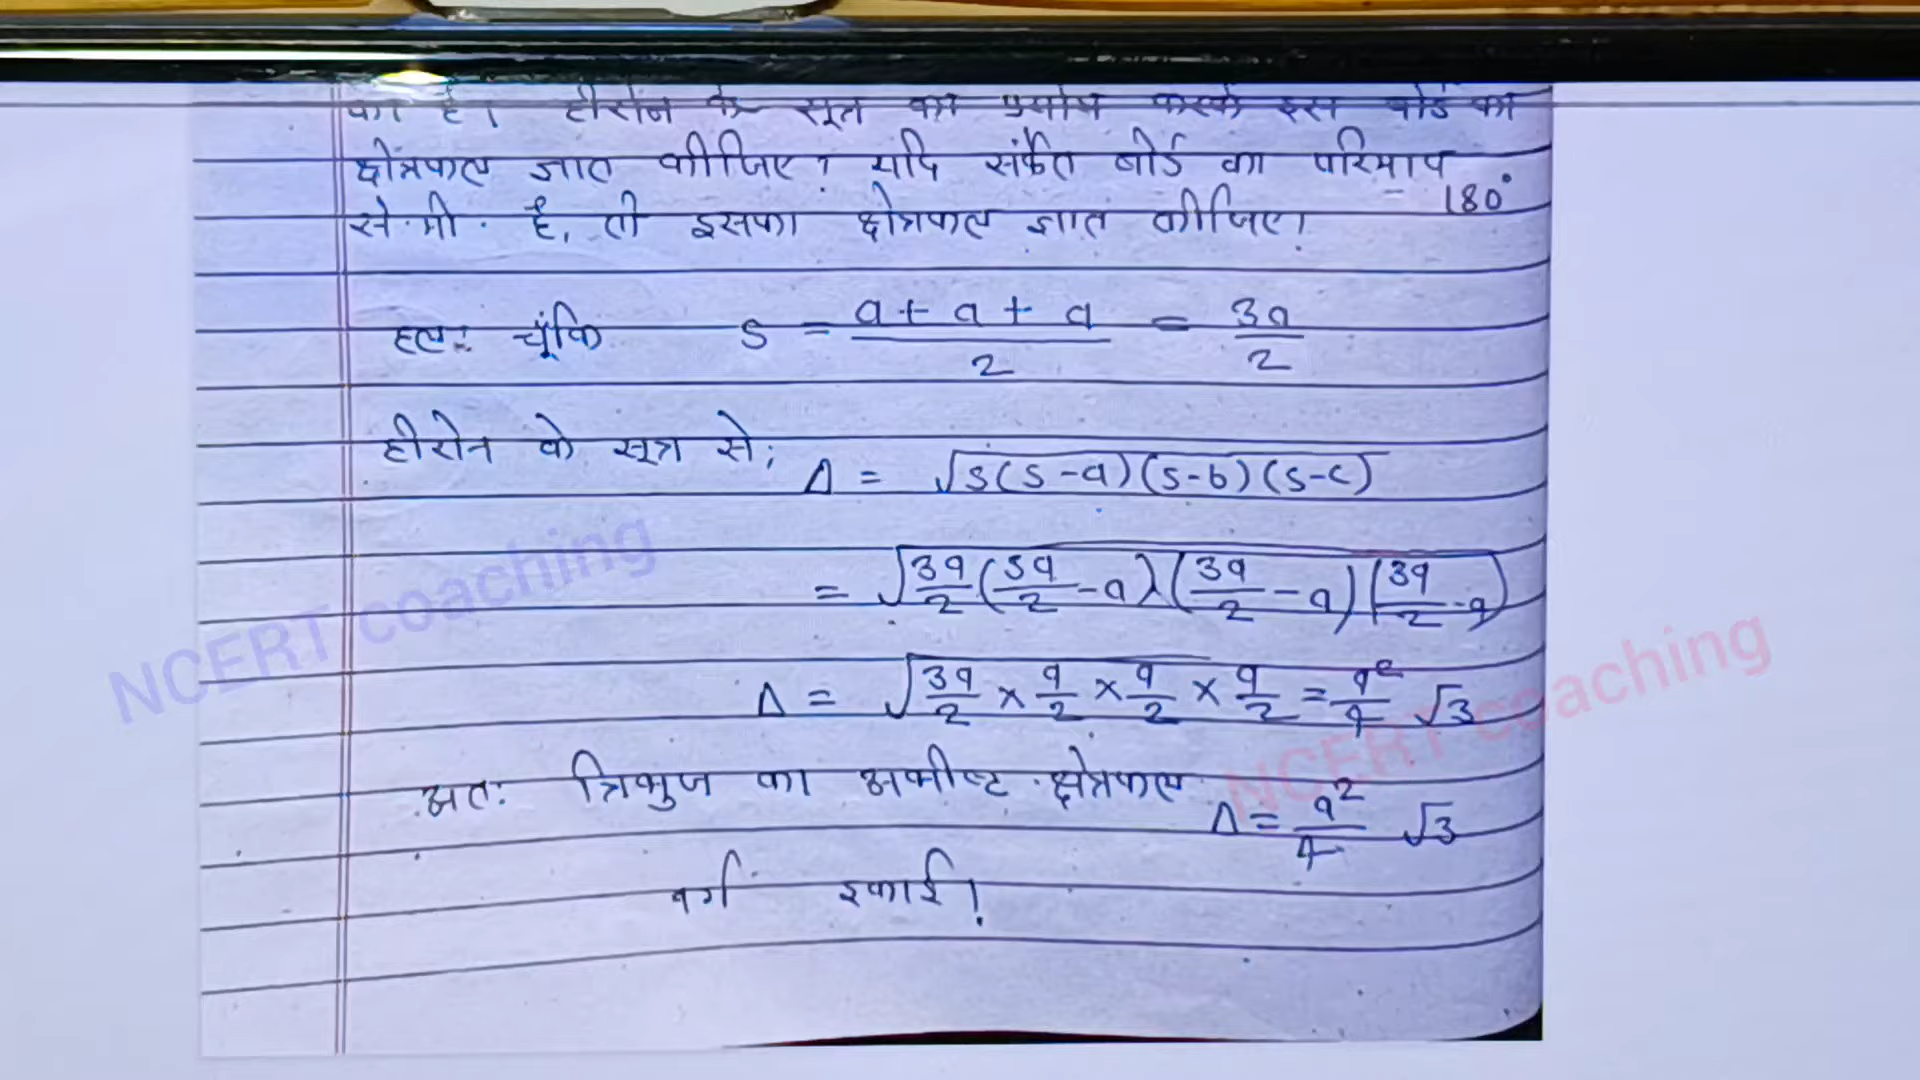 का है। हीरोन के सूत्र का प्रयोग करके इस बोर्ड का
क्षेत्रफल ज्ञात कीजिए? यदि संकेत बोर्ड का परिमाप
180°
से.मी. है, तो इसका क्षेत्रफल ज्ञात कीजिए।
हल: चूंकि S = a + a + a / 2 = 3a / 2
हीरोन के सूत्र से; Δ = √s(s-a)(s-b)(s-c)
= √3a/2 (3a/2 - a) (3a/2 - a) (3a/2 - a)
Δ = √3a/2 × a/2 × a/2 × a/2 = a²/4 √3
अत: त्रिभुज का अभीष्ट क्षेत्रफल Δ = a²/4 √3
वर्ग इकाई।
NCERT coaching
NCERT coaching